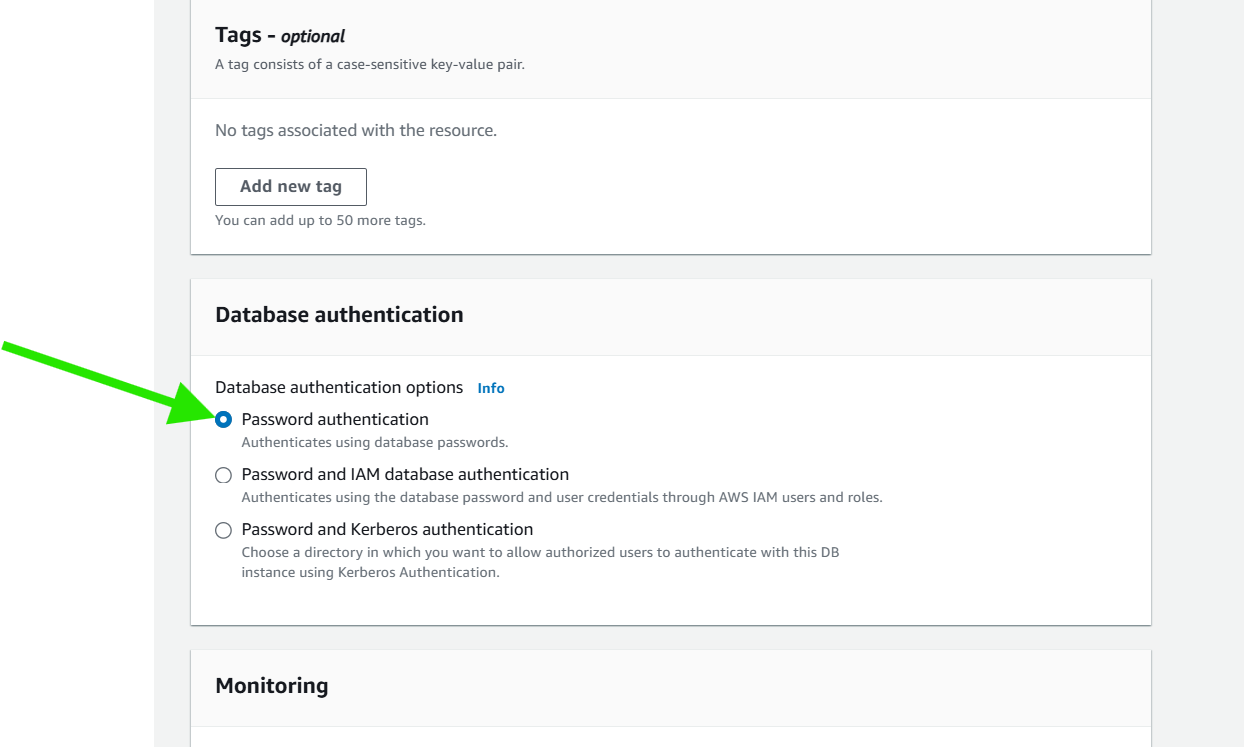 Tags - optional
A tag consists of a case-sensitive key-value pair.
No tags associated with the resource.
Add new tag
You can add up to 50 more tags.
Database authentication
Database authentication options Info
Password authentication
Authenticates using database passwords.
Password and IAM database authentication
Authenticates using the database password and user credentials through AWS IAM users and roles.
Password and Kerberos authentication
Choose a directory in which you want to allow authorized users to authenticate with this DB
instance using Kerberos Authentication.
Monitoring